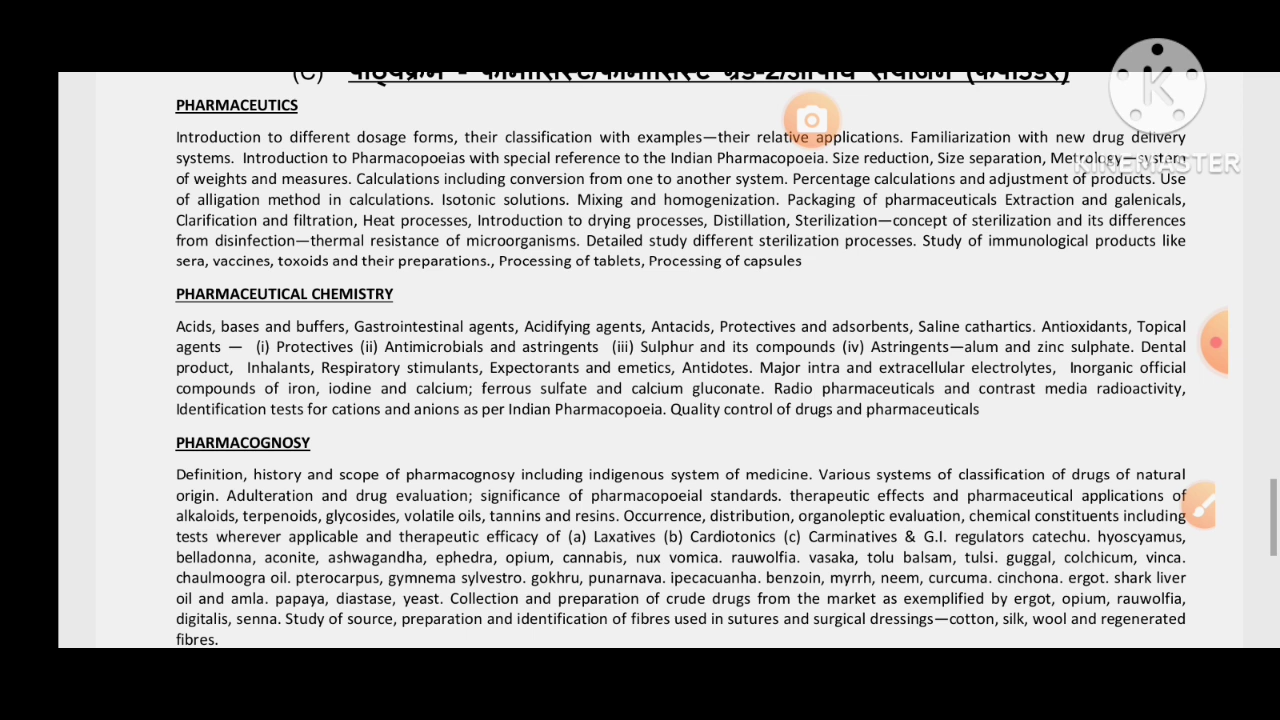 (C) पाठ्यक्रम - फार्मासिस्ट/फार्मासिस्ट ग्रेड-2/
PHARMACEUTICS
Introduction to different dosage forms, their classification with examples—their relative applications. Familiarization with new drug delivery
systems. Introduction to Pharmacopoeias with special reference to the Indian Pharmacopoeia. Size reduction, Size separation, Metrology—system
of weights and measures. Calculations including conversion from one to another system. Percentage calculations and adjustment of products. Use
of alligation method in calculations. Isotonic solutions. Mixing and homogenization. Packaging of pharmaceuticals Extraction and galenicals,
Clarification and filtration, Heat processes, Introduction to drying processes, Distillation, Sterilization—concept of sterilization and its differences
from disinfection—thermal resistance of microorganisms. Detailed study different sterilization processes. Study of immunological products like
sera, vaccines, toxoids and their preparations., Processing of tablets, Processing of capsules
PHARMACEUTICAL CHEMISTRY
Acids, bases and buffers, Gastrointestinal agents, Acidifying agents, Antacids, Protectives and adsorbents, Saline cathartics. Antioxidants, Topical
agents — (i) Protectives (ii) Antimicrobials and astringents (iii) Sulphur and its compounds (iv) Astringents—alum and zinc sulphate. Dental
product, Inhalants, Respiratory stimulants, Expectorants and emetics, Antidotes. Major intra and extracellular electrolytes, Inorganic official
compounds of iron, iodine and calcium; ferrous sulfate and calcium gluconate. Radio pharmaceuticals and contrast media radioactivity,
Identification tests for cations and anions as per Indian Pharmacopoeia. Quality control of drugs and pharmaceuticals
PHARMACOGNOSY
Definition, history and scope of pharmacognosy including indigenous system of medicine. Various systems of classification of drugs of natural
origin. Adulteration and drug evaluation; significance of pharmacopoeial standards. therapeutic effects and pharmaceutical applications of
alkaloids, terpenoids, glycosides, volatile oils, tannins and resins. Occurrence, distribution, organoleptic evaluation, chemical constituents including
tests wherever applicable and therapeutic efficacy of (a) Laxatives (b) Cardiotonics (c) Carminatives & G.I. regulators catechu. hyoscyamus,
belladonna, aconite, ashwagandha, ephedra, opium, cannabis, nux vomica. rauwolfia. vasaka, tolu balsam, tulsi. guggal, colchicum, vinca.
chaulmoogra oil. pterocarpus, gymnema sylvestro. gokhru, punarnava. ipecacuanha. benzoin, myrrh, neem, curcuma. cinchona. ergot. shark liver
oil and amla. papaya, diastase, yeast. Collection and preparation of crude drugs from the market as exemplified by ergot, opium, rauwolfia,
digitalis, senna. Study of source, preparation and identification of fibres used in sutures and surgical dressings—cotton, silk, wool and regenerated
fibres.
K
KINEMASTER